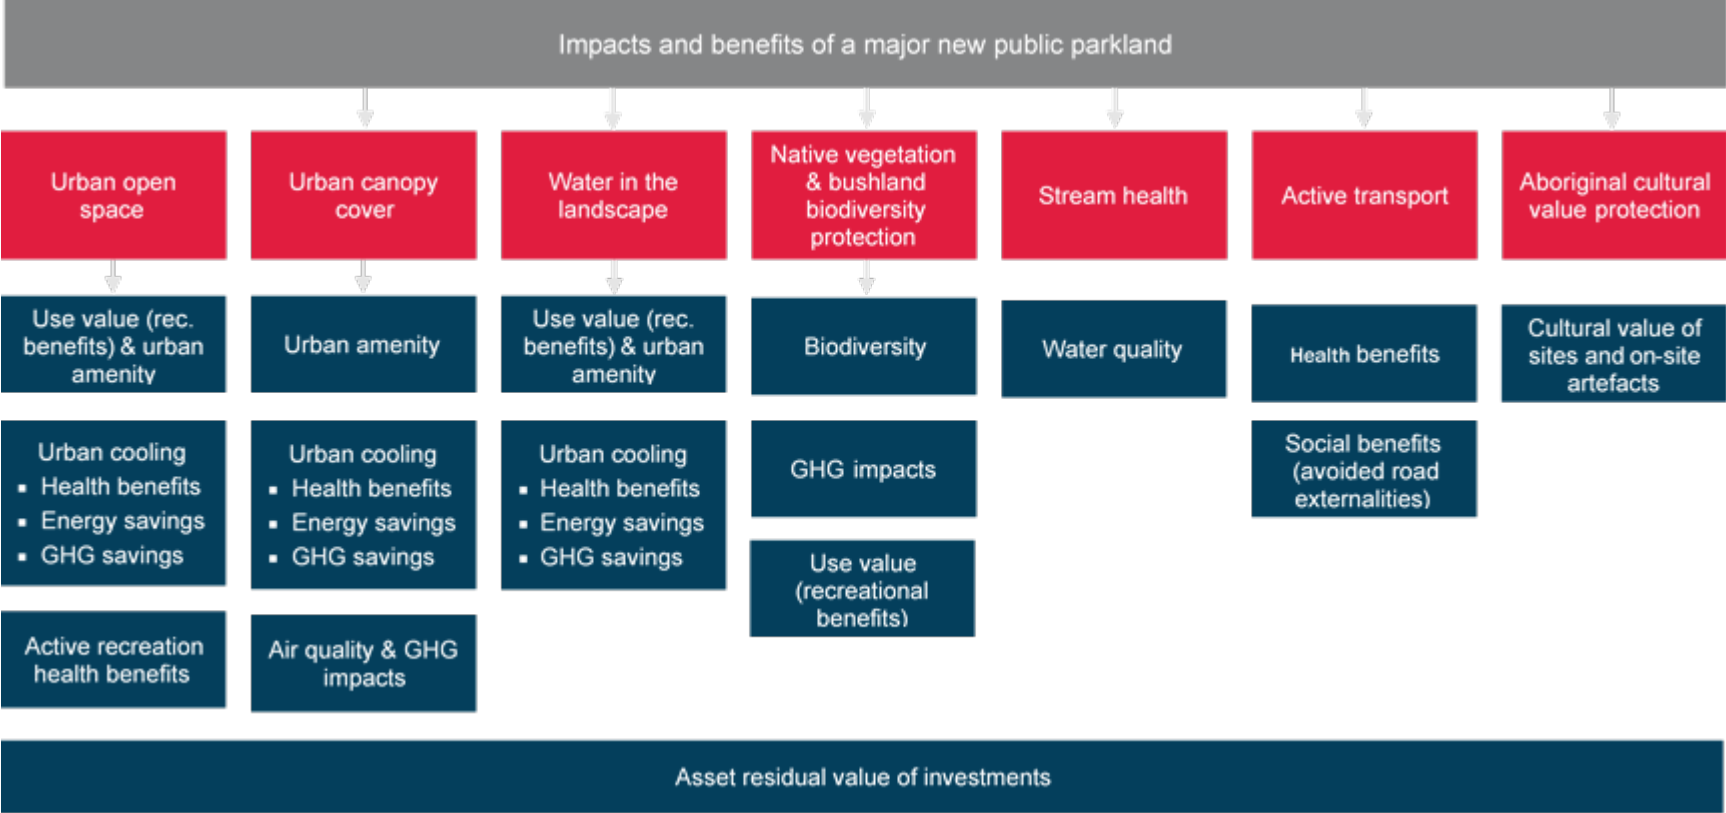 Impacts and benefits of a major new public parkland
Urban open
space
Urban canopy
cover
Water in the
landscape
Native vegetation
& bushland
biodiversity
protection
Stream health
Active transport
Aboriginal cultural
value protection
Use value (rec.
benefits) & urban
amenity
Urban amenity
Use value (rec.
benefits) & urban
amenity
Biodiversity
Water quality
Health benefits
Cultural value of
sites and on-site
artefacts
Urban cooling
▪ Health benefits
▪ Energy savings
▪ GHG savings
Urban cooling
▪ Health benefits
▪ Energy savings
▪ GHG savings
Urban cooling
▪ Health benefits
▪ Energy savings
▪ GHG savings
GHG impacts
Social benefits
(avoided road
externalities)
Use value
(recreational
benefits)
Active recreation
health benefits
Air quality & GHG
impacts
Asset residual value of investments